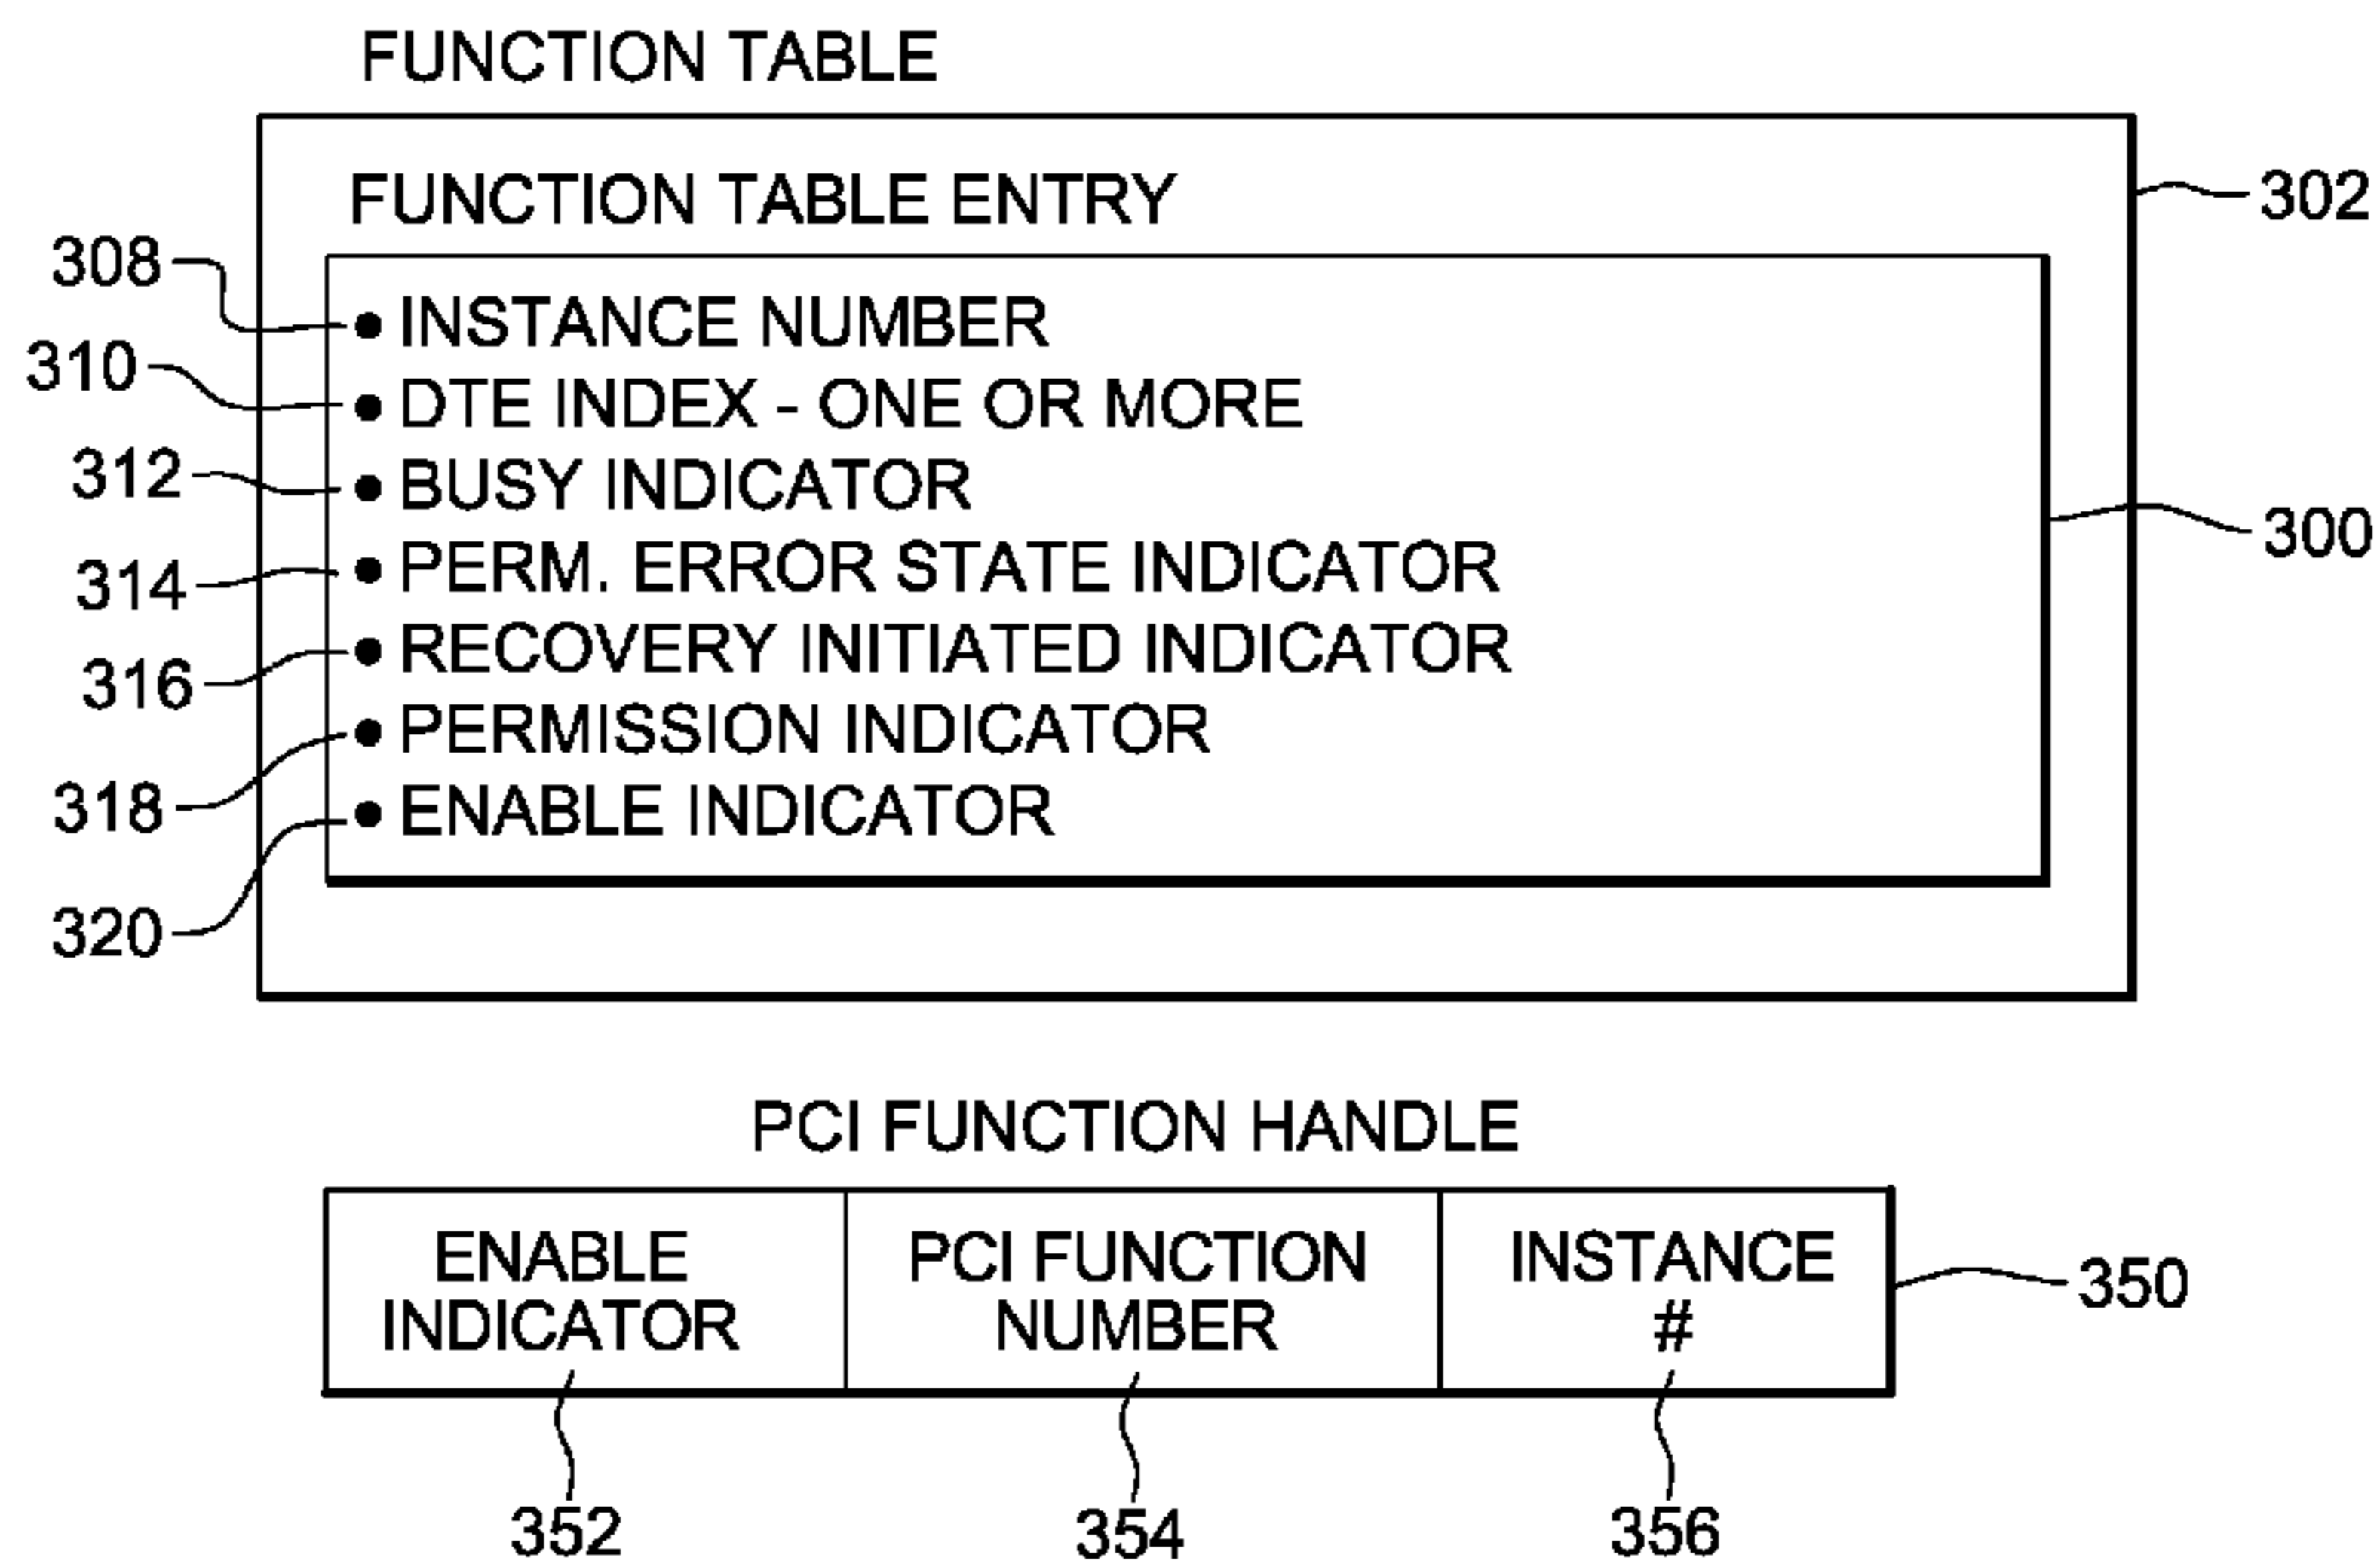 FUNCTION TABLE
302
FUNCTION TABLE ENTRY
300
308 ● INSTANCE NUMBER
310 ● DTE INDEX - ONE OR MORE
312 ● BUSY INDICATOR
314 ● PERM. ERROR STATE INDICATOR
316 ● RECOVERY INITIATED INDICATOR
318 ● PERMISSION INDICATOR
320 ● ENABLE INDICATOR
PCI FUNCTION HANDLE
ENABLE
INDICATOR
PCI FUNCTION
NUMBER
INSTANCE
#
350
352
354
356